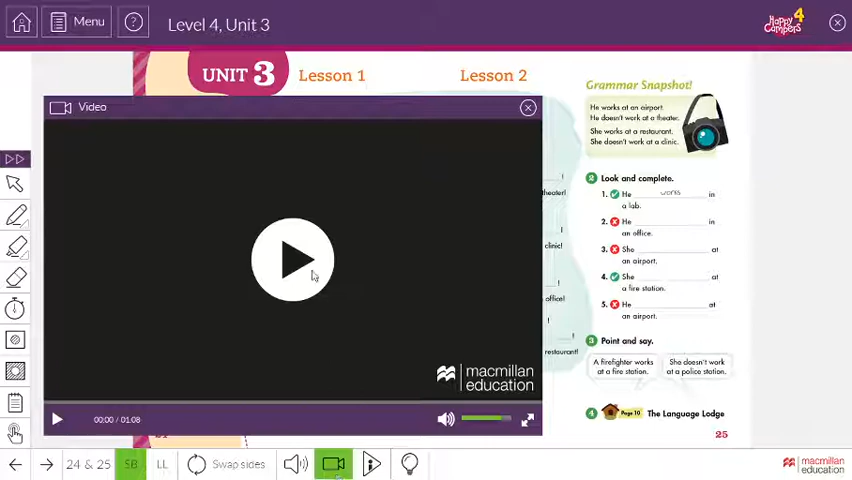 Menu
?
Level 4, Unit 3
Happy Campers 4
UNIT 3
Lesson 1
Lesson 2
Video
macmillan education
00:00 / 01:08
theater!
clinic!
office!
restaurant!
Grammar Snapshot!
He works at an airport.
He doesn't work at a theater.
She works at a restaurant.
She doesn't work at a clinic.
2 Look and complete.
1. He works in
a lab.
2. He in
an office.
3. She at
an airport.
4. She at
a fire station.
5. He at
an airport.
3 Point and say.
A firefighter works
at a fire station.
She doesn't work
at a police station.
4 Page 10 The Language Lodge
25
24 & 25
SB
LL
Swap sides
macmillan education